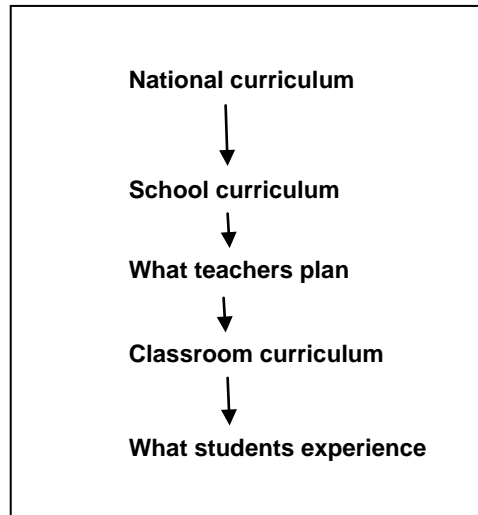 National curriculum
School curriculum
What teachers plan
Classroom curriculum
What students experience